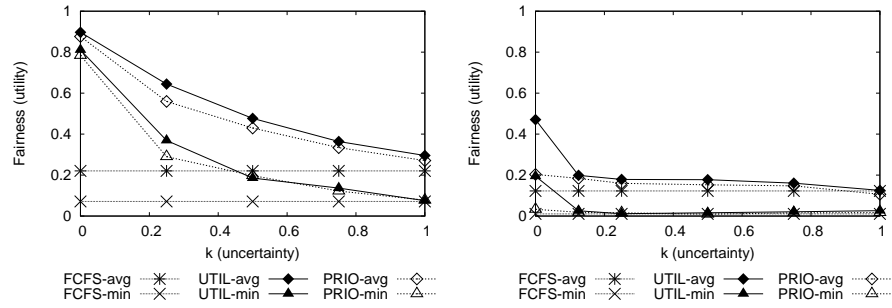 1
0.8
0.6
0.4
0.2
0
Fairness (utility)
0 0.2 0.4 0.6 0.8 1
k (uncertainty)
FCFS-avg UTIL-avg PRIO-avg
FCFS-min UTIL-min PRIO-min
1
0.8
0.6
0.4
0.2
0
Fairness (utility)
0 0.2 0.4 0.6 0.8 1
k (uncertainty)
FCFS-avg UTIL-avg PRIO-avg
FCFS-min UTIL-min PRIO-min